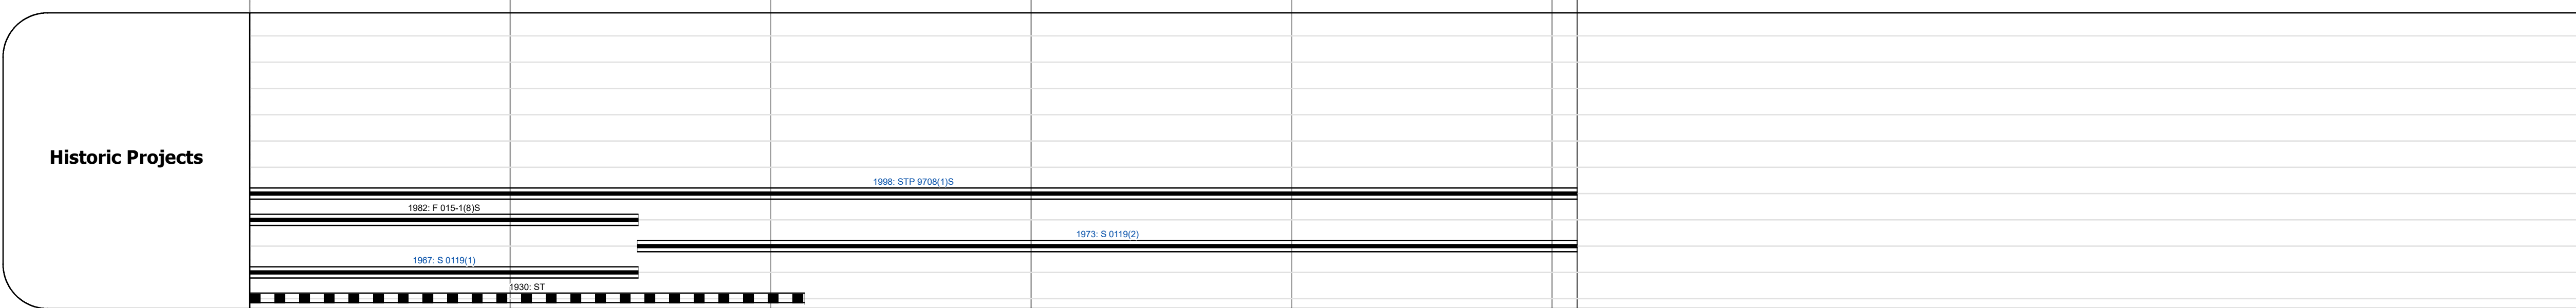 Historic Projects
1998: STP 9708(1)S
1982: F 015-1(8)S
1973: S 0119(2)
1967: S 0119(1)
1930: ST